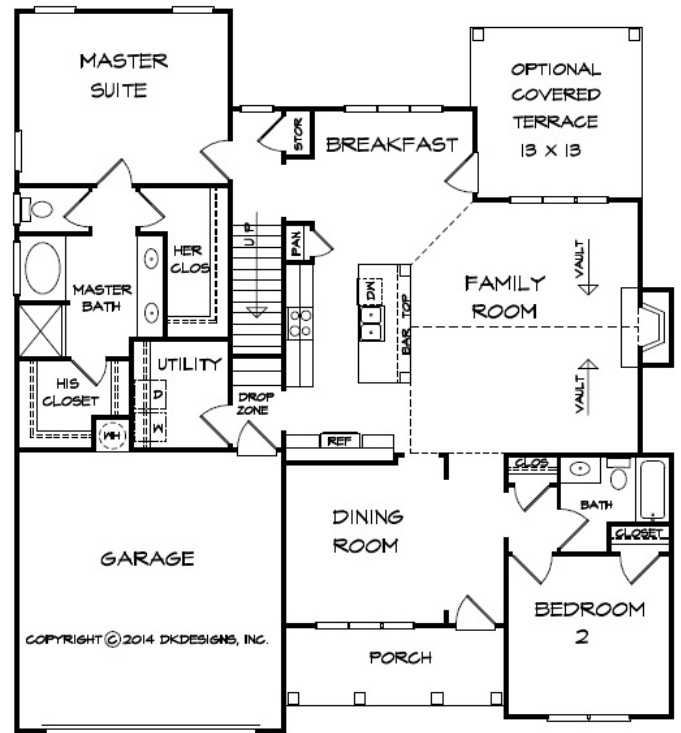 MASTER
SUITE
OPTIONAL
COVERED
TERRACE
13 X 13
STOR
BREAKFAST
UP
PAN
HER
CLOS
MASTER
BATH
DW
BAR TOP
FAMILY
ROOM
VAULT
VAULT
UTILITY
HIS
CLOSET
D
W
DROP
ZONE
WH
REF
CLOS
BATH
CLOSET
DINING
ROOM
GARAGE
BEDROOM
2
COPYRIGHT © 2014 DKDESIGNS, INC.
PORCH